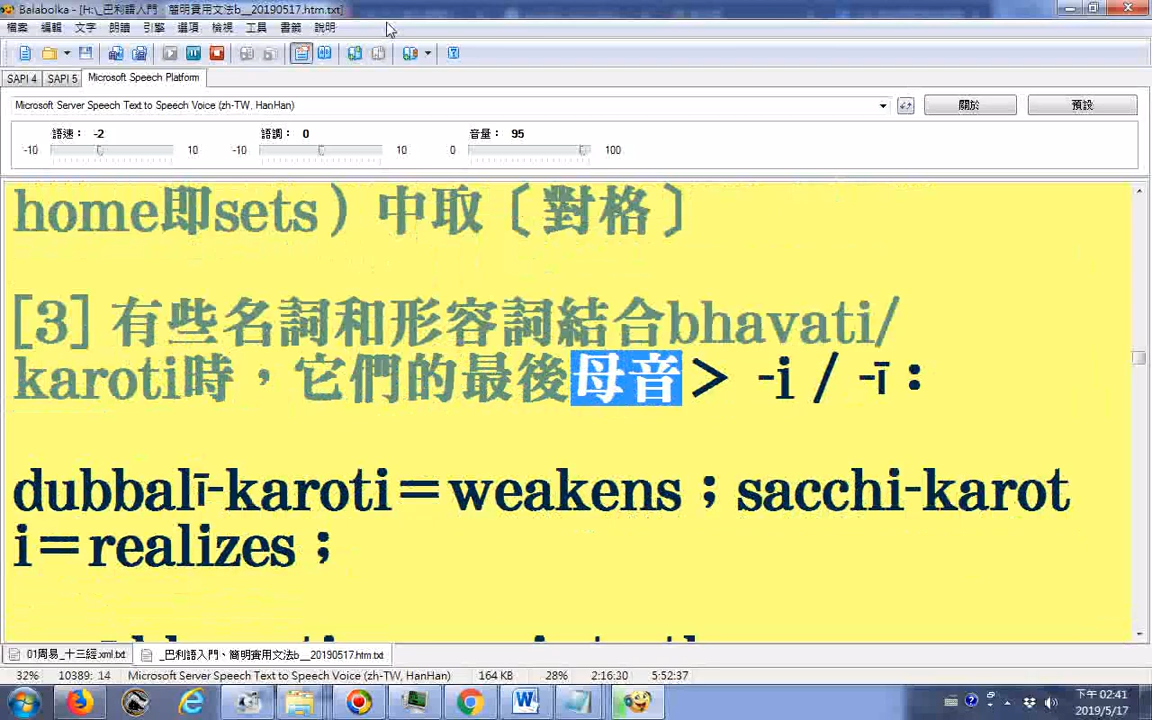 Balabolka - [H:\_巴利語入門、簡明實用文法b__20190517.htm.txt]
檔案 編輯 文字 朗讀 引擎 選項 檢視 工具 書籤 說明
SAPI 4 SAPI 5 Microsoft Speech Platform
Microsoft Server Speech Text to Speech Voice (zh-TW, HanHan) 關於 預設
語速： -2 語調： 0 音量： 95
-10 10 -10 10 0 100
home即sets）中取〔對格〕
[3] 有些名詞和形容詞結合bhavati/
karoti時，它們的最後母音＞ -i / -ī：
dubbalī-karoti＝weakens；sacchi-karot
i＝realizes；
01周易_十三經.xml.txt _巴利語入門、簡明實用文法b__20190517.htm.txt
32% 10389: 14 Microsoft Server Speech Text to Speech Voice (zh-TW, HanHan) 164 KB 28% 2:16:30 5:52:37
下午 02:41
2019/5/17